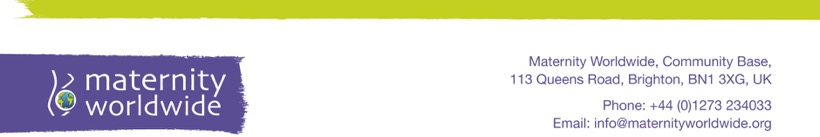 maternity
worldwide
Maternity Worldwide, Community Base,
113 Queens Road, Brighton, BN1 3XG, UK
Phone: +44 (0)1273 234033
Email: info@maternityworldwide.org